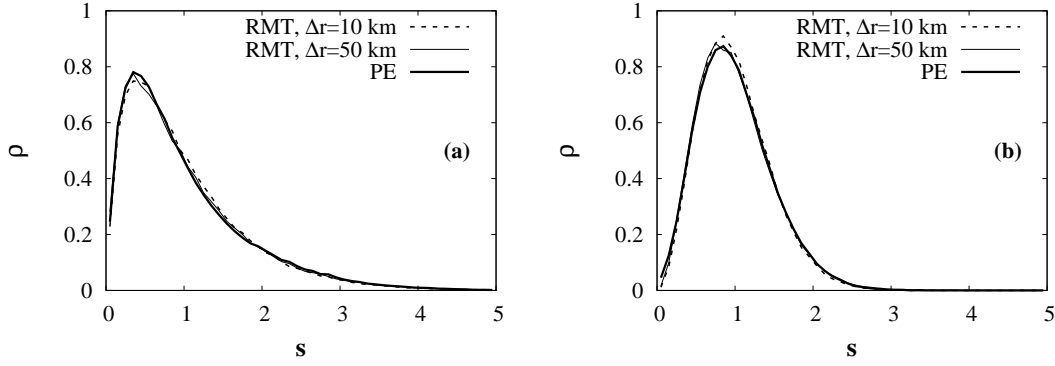 RMT, Δr=10 km
RMT, Δr=50 km
PE
(a)
ρ
1
0.8
0.6
0.4
0.2
0
0 1 2 3 4 5
s
RMT, Δr=10 km
RMT, Δr=50 km
PE
(b)
ρ
1
0.8
0.6
0.4
0.2
0
0 1 2 3 4 5
s